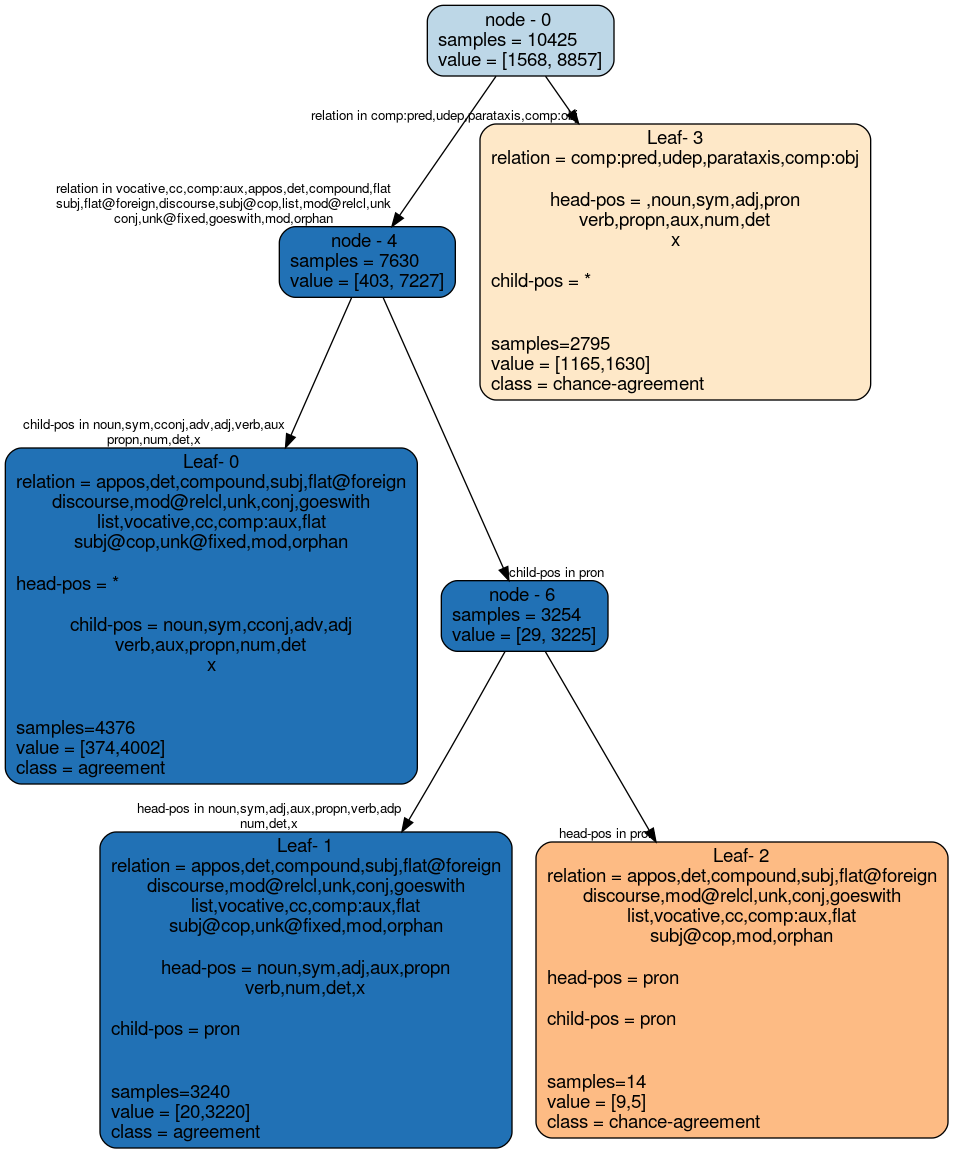 node - 0
samples = 10425
value = [1568, 8857]
relation in comp:pred,udep,parataxis,comp:obj
Leaf- 3
relation = comp:pred,udep,parataxis,comp:obj
head-pos = ,noun,sym,adj,pron
verb,propn,aux,num,det
x
child-pos = *
samples=2795
value = [1165,1630]
class = chance-agreement
relation in vocative,cc,comp:aux,appos,det,compound,flat
subj,flat@foreign,discourse,subj@cop,list,mod@relcl,unk
conj,unk@fixed,goeswith,mod,orphan
node - 4
samples = 7630
value = [403, 7227]
child-pos in noun,sym,cconj,adv,adj,verb,aux
propn,num,det,x
Leaf- 0
relation = appos,det,compound,subj,flat@foreign
discourse,mod@relcl,unk,conj,goeswith
list,vocative,cc,comp:aux,flat
subj@cop,unk@fixed,mod,orphan
head-pos = *
child-pos = noun,sym,cconj,adv,adj
verb,aux,propn,num,det
x
samples=4376
value = [374,4002]
class = agreement
child-pos in pron
node - 6
samples = 3254
value = [29, 3225]
head-pos in noun,sym,adj,aux,propn,verb,adp
num,det,x
Leaf- 1
relation = appos,det,compound,subj,flat@foreign
discourse,mod@relcl,unk,conj,goeswith
list,vocative,cc,comp:aux,flat
subj@cop,unk@fixed,mod,orphan
head-pos = noun,sym,adj,aux,propn
verb,num,det,x
child-pos = pron
samples=3240
value = [20,3220]
class = agreement
head-pos in pron
Leaf- 2
relation = appos,det,compound,subj,flat@foreign
discourse,mod@relcl,unk,conj,goeswith
list,vocative,cc,comp:aux,flat
subj@cop,mod,orphan
head-pos = pron
child-pos = pron
samples=14
value = [9,5]
class = chance-agreement